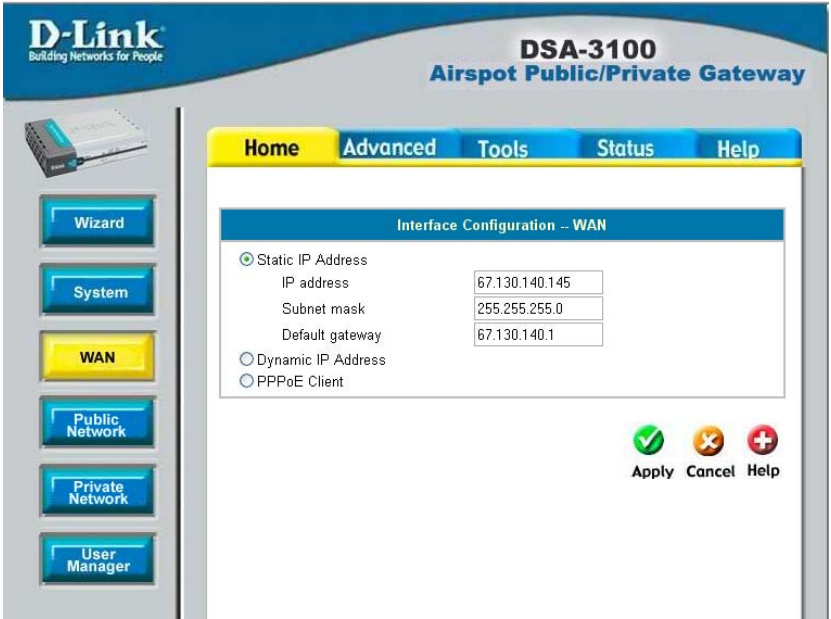 D-Link
Building Networks for People
DSA-3100
Airspot Public/Private Gateway
Home
Advanced
Tools
Status
Help
Wizard
System
WAN
Public
Network
Private
Network
User
Manager
Interface Configuration -- WAN
Static IP Address
IP address 67.130.140.145
Subnet mask 255.255.255.0
Default gateway 67.130.140.1
Dynamic IP Address
PPPoE Client
Apply Cancel Help